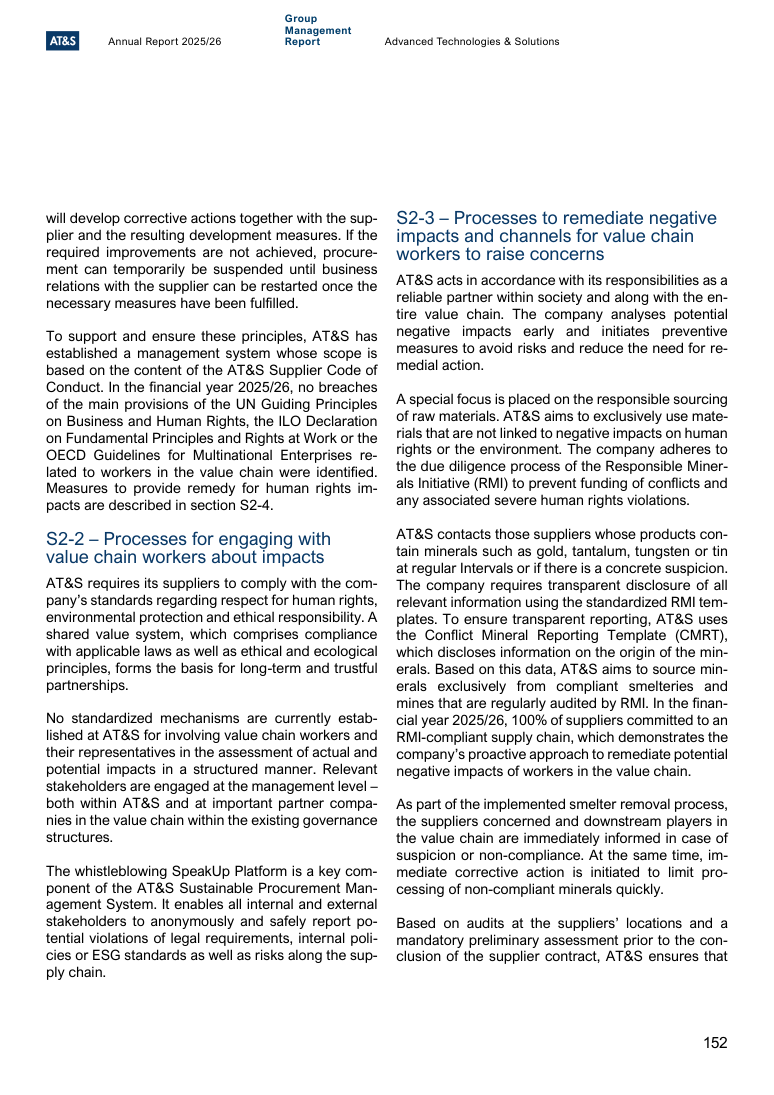 AT&S
Annual Report 2025/26
Group
Management
Report
Advanced Technologies & Solutions
will develop corrective actions together with the sup-
plier and the resulting development measures. If the
required improvements are not achieved, procure-
ment can temporarily be suspended until business
relations with the supplier can be restarted once the
necessary measures have been fulfilled.
To support and ensure these principles, AT&S has
established a management system whose scope is
based on the content of the AT&S Supplier Code of
Conduct. In the financial year 2025/26, no breaches
of the main provisions of the UN Guiding Principles
on Business and Human Rights, the ILO Declaration
on Fundamental Principles and Rights at Work or the
OECD Guidelines for Multinational Enterprises re-
lated to workers in the value chain were identified.
Measures to provide remedy for human rights im-
pacts are described in section S2-4.
S2-2 – Processes for engaging with
value chain workers about impacts
AT&S requires its suppliers to comply with the com-
pany's standards regarding respect for human rights,
environmental protection and ethical responsibility. A
shared value system, which comprises compliance
with applicable laws as well as ethical and ecological
principles, forms the basis for long-term and trustful
partnerships.
No standardized mechanisms are currently estab-
lished at AT&S for involving value chain workers and
their representatives in the assessment of actual and
potential impacts in a structured manner. Relevant
stakeholders are engaged at the management level –
both within AT&S and at important partner compa-
nies in the value chain within the existing governance
structures.
The whistleblowing SpeakUp Platform is a key com-
ponent of the AT&S Sustainable Procurement Man-
agement System. It enables all internal and external
stakeholders to anonymously and safely report po-
tential violations of legal requirements, internal poli-
cies or ESG standards as well as risks along the sup-
ply chain.
S2-3 – Processes to remediate negative
impacts and channels for value chain
workers to raise concerns
AT&S acts in accordance with its responsibilities as a
reliable partner within society and along with the en-
tire value chain. The company analyses potential
negative impacts early and initiates preventive
measures to avoid risks and reduce the need for re-
medial action.
A special focus is placed on the responsible sourcing
of raw materials. AT&S aims to exclusively use mate-
rials that are not linked to negative impacts on human
rights or the environment. The company adheres to
the due diligence process of the Responsible Miner-
als Initiative (RMI) to prevent funding of conflicts and
any associated severe human rights violations.
AT&S contacts those suppliers whose products con-
tain minerals such as gold, tantalum, tungsten or tin
at regular Intervals or if there is a concrete suspicion.
The company requires transparent disclosure of all
relevant information using the standardized RMI tem-
plates. To ensure transparent reporting, AT&S uses
the Conflict Mineral Reporting Template (CMRT),
which discloses information on the origin of the min-
erals. Based on this data, AT&S aims to source min-
erals exclusively from compliant smelteries and
mines that are regularly audited by RMI. In the finan-
cial year 2025/26, 100% of suppliers committed to an
RMI-compliant supply chain, which demonstrates the
company's proactive approach to remediate potential
negative impacts of workers in the value chain.
As part of the implemented smelter removal process,
the suppliers concerned and downstream players in
the value chain are immediately informed in case of
suspicion or non-compliance. At the same time, im-
mediate corrective action is initiated to limit pro-
cessing of non-compliant minerals quickly.
Based on audits at the suppliers' locations and a
mandatory preliminary assessment prior to the con-
clusion of the supplier contract, AT&S ensures that
152